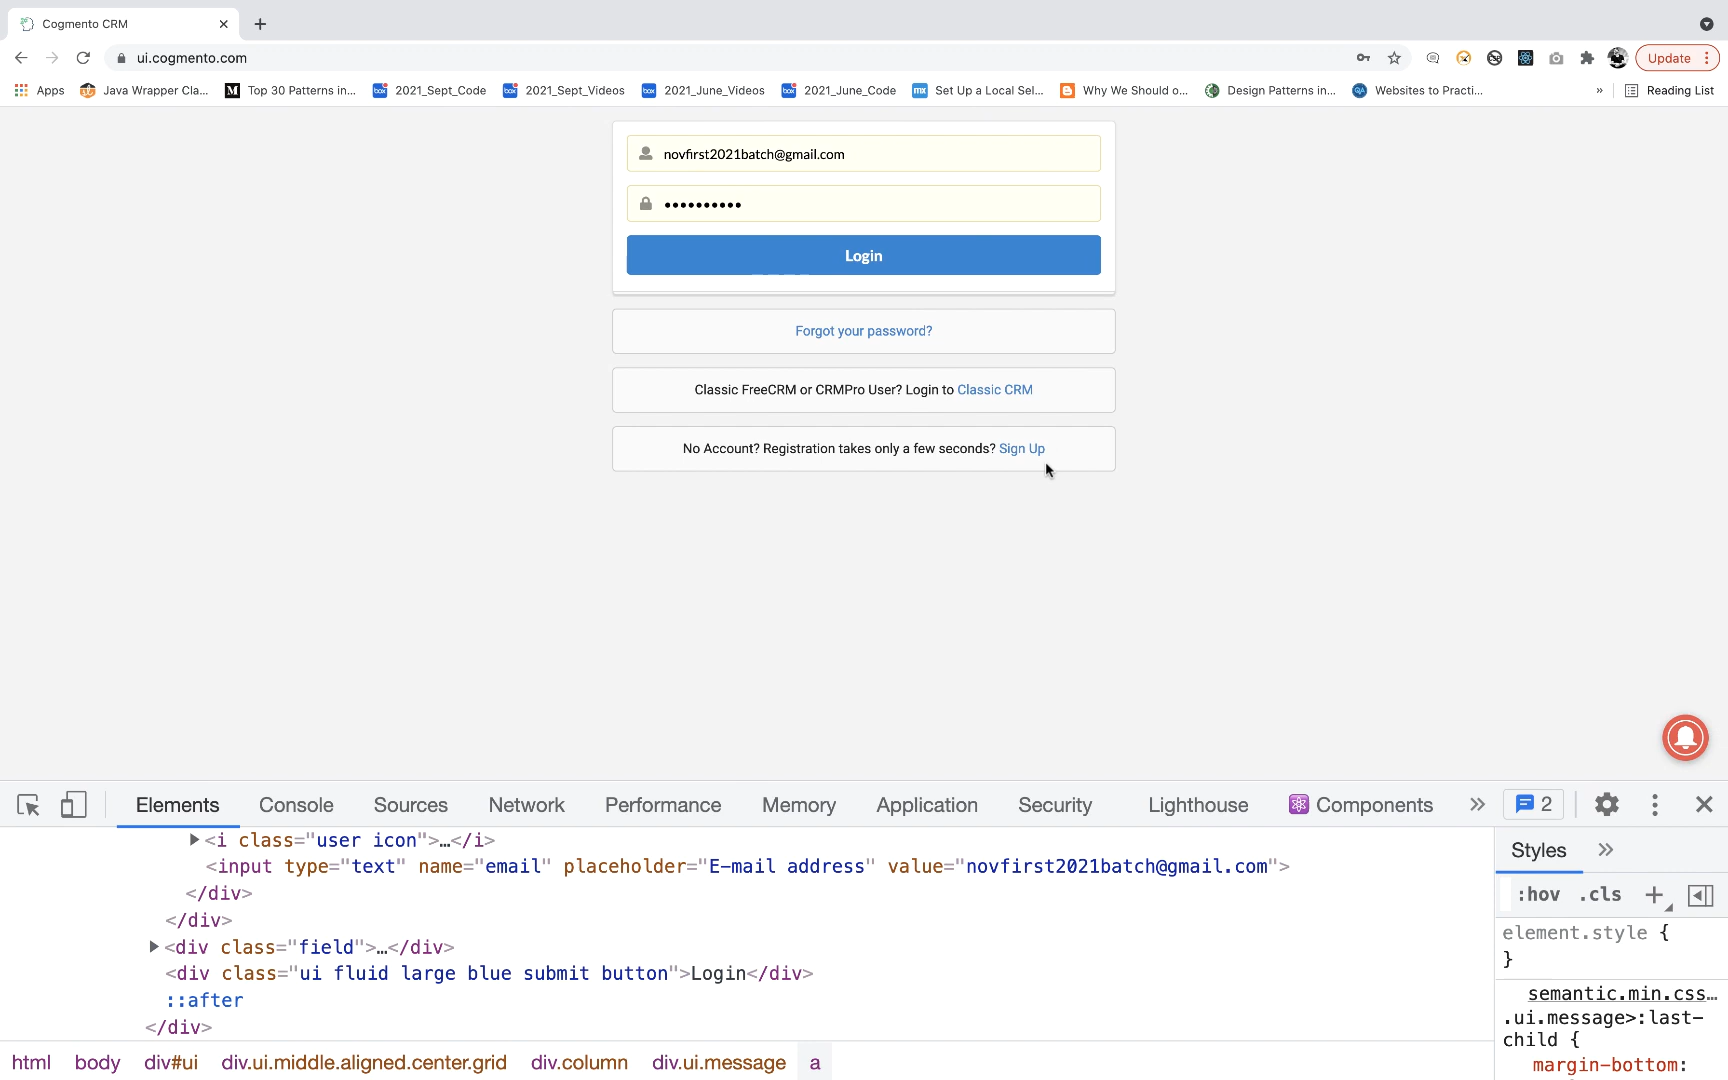 Cogmento CRM
ui.cogmento.com
Update
Apps
Java Wrapper Cla...
Top 30 Patterns in...
2021_Sept_Code
2021_Sept_Videos
2021_June_Videos
2021_June_Code
Set Up a Local Sel...
Why We Should o...
Design Patterns in...
Websites to Practi...
»
Reading List
novfirst2021batch@gmail.com
••••••••••
Login
Forgot your password?
Classic FreeCRM or CRMPro User? Login to Classic CRM
No Account? Registration takes only a few seconds? Sign Up
Elements
Console
Sources
Network
Performance
Memory
Application
Security
Lighthouse
Components
»
2
<i class="user icon">…</i>
<input type="text" name="email" placeholder="E-mail address" value="novfirst2021batch@gmail.com">
</div>
</div>
<div class="field">…</div>
<div class="ui fluid large blue submit button">Login</div>
::after
</div>
html body div#ui div.ui.middle.aligned.center.grid div.column div.ui.message a
Styles
»
:hov .cls +
element.style {
}
semantic.min.css…
.ui.message>:last-
child {
margin-bottom: